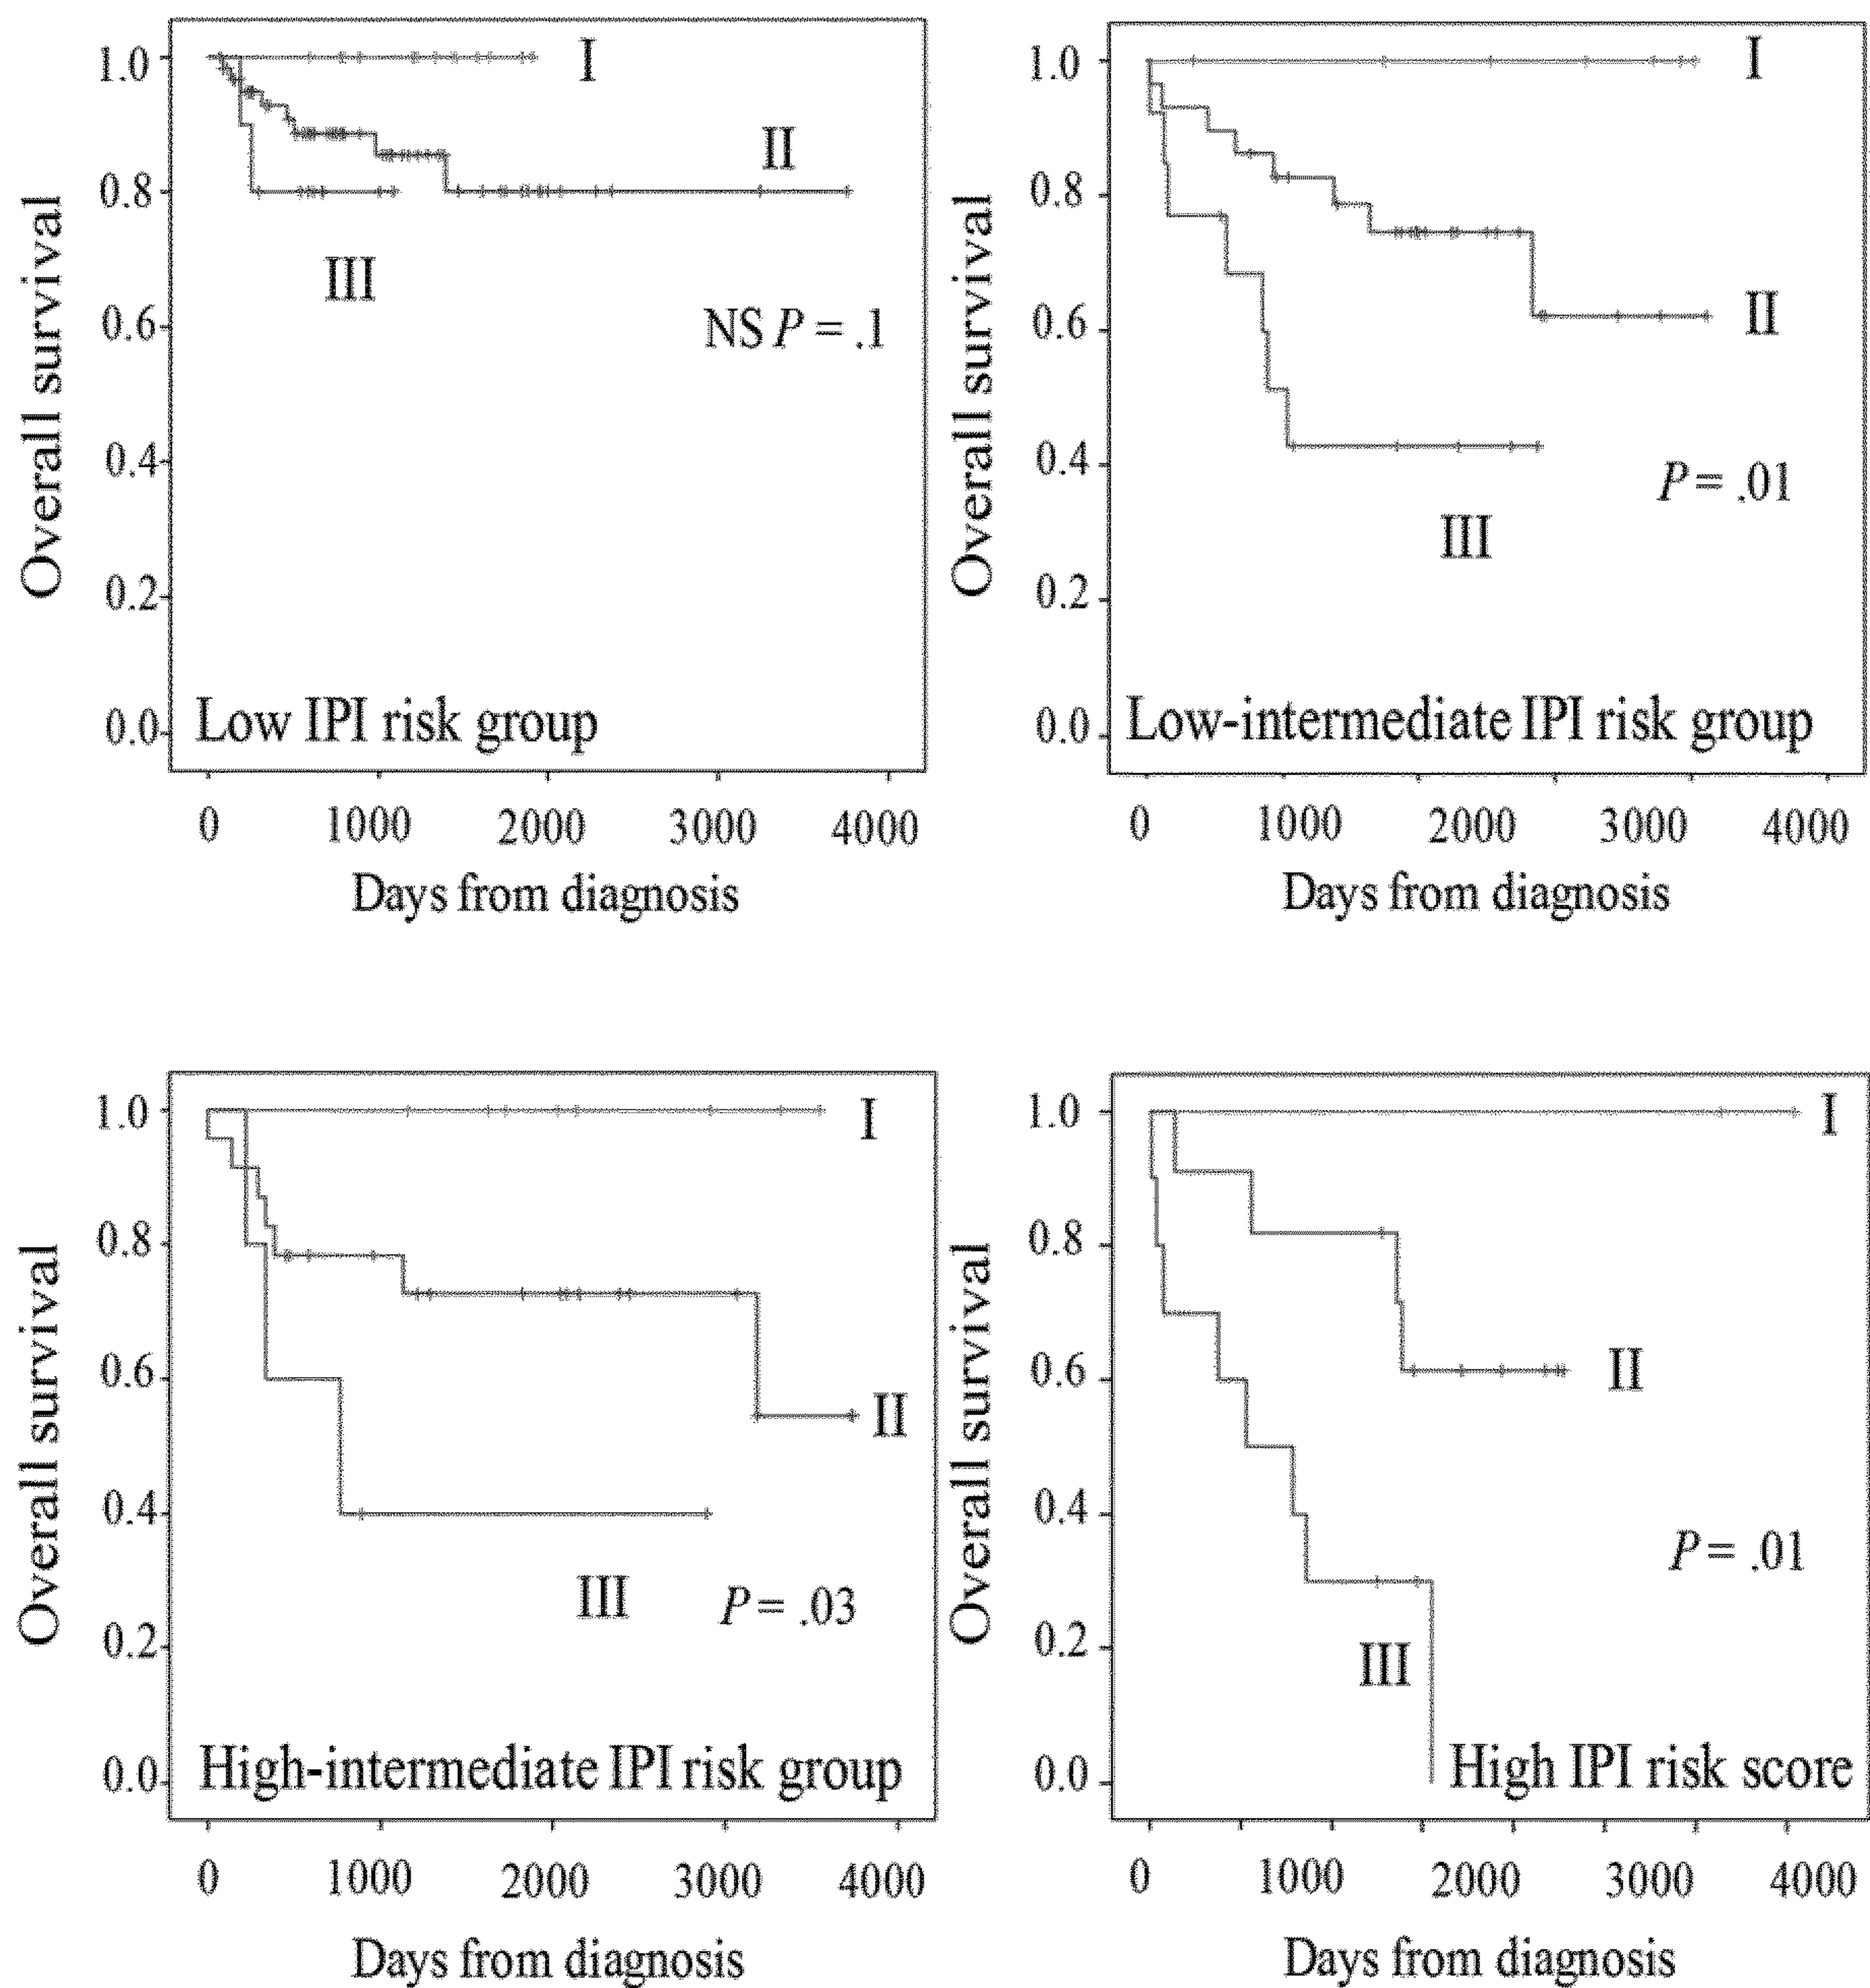 Overall survival
1.0
0.8
0.6
0.4
0.2
0.0
I
II
III
NS P = .1
Low IPI risk group
0 1000 2000 3000 4000
Days from diagnosis
Overall survival
1.0
0.8
0.6
0.4
0.2
0.0
I
II
P = .01
III
Low-intermediate IPI risk group
0 1000 2000 3000 4000
Days from diagnosis
Overall survival
1.0
0.8
0.6
0.4
0.2
0.0
I
II
III
P = .03
High-intermediate IPI risk group
0 1000 2000 3000 4000
Days from diagnosis
Overall survival
1.0
0.8
0.6
0.4
0.2
0.0
I
II
P = .01
III
High IPI risk score
0 1000 2000 3000 4000
Days from diagnosis